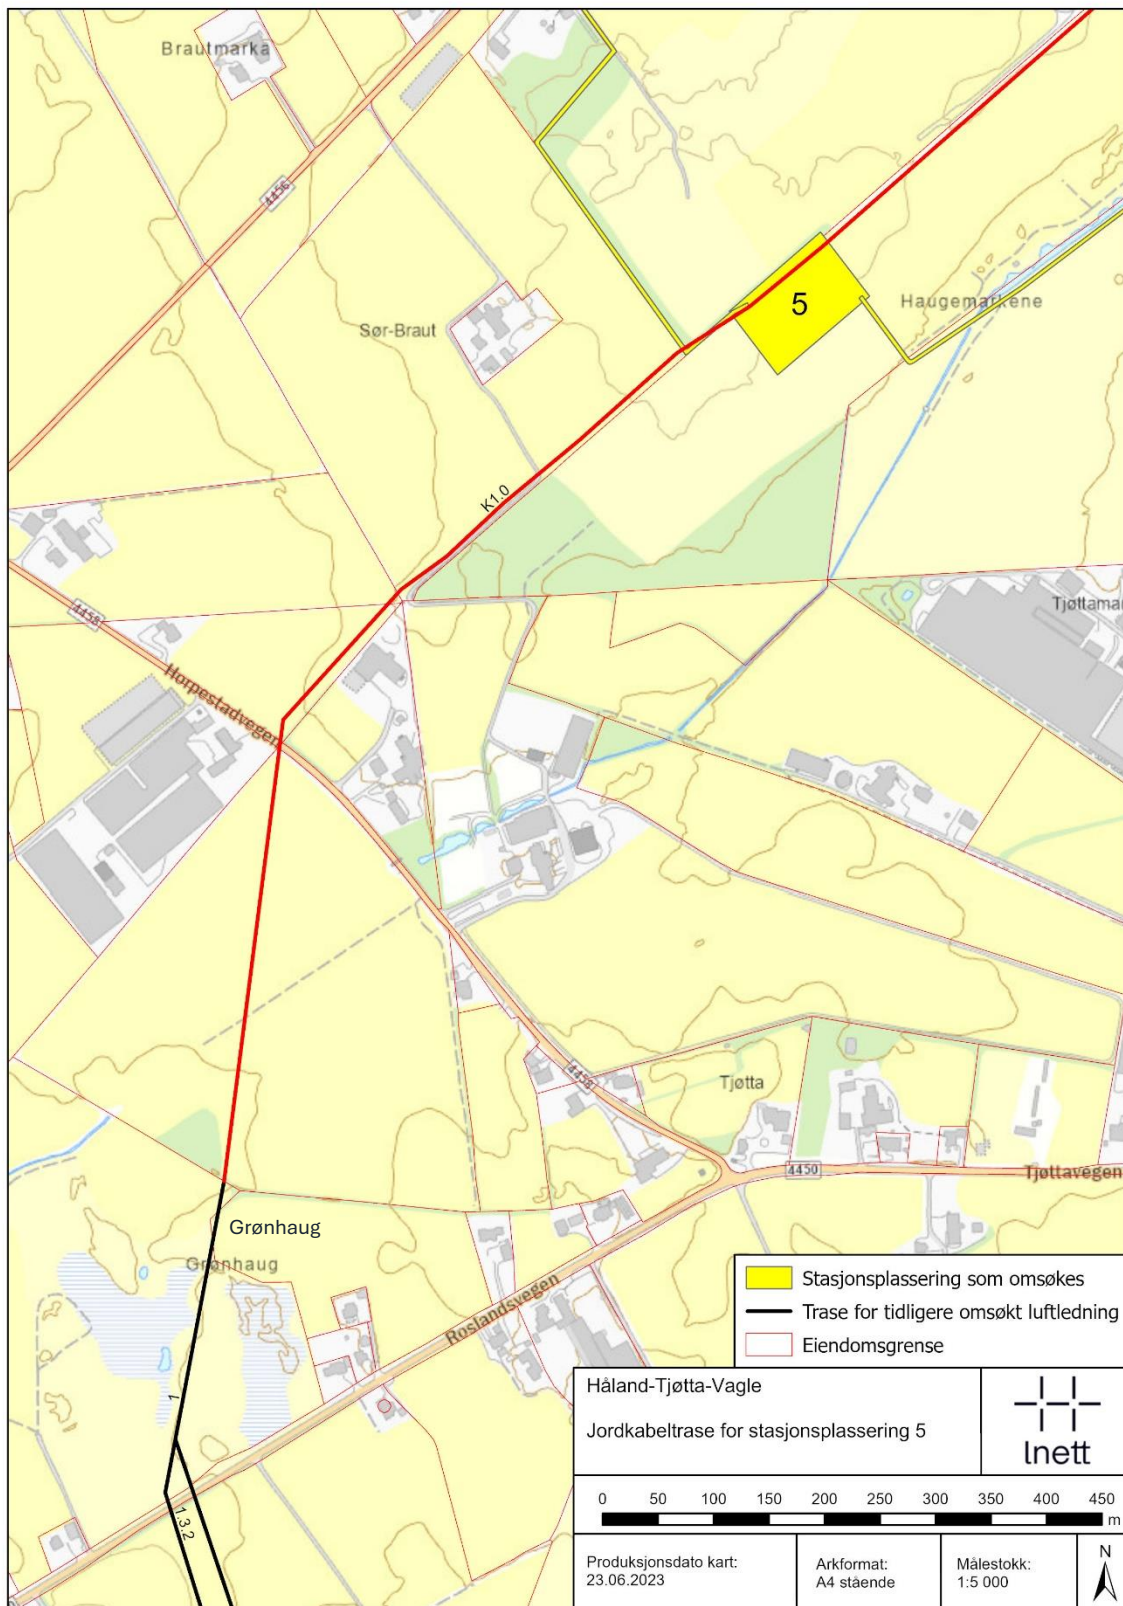 Brautmarka
4456
5
Haugemarkene
Sør-Braut
K1.0
4458
Tjøttamar
Horpestadvegen
4458
Tjøtta
4450
Tjøttavegen
Grønhaug
Grønhaug
Roslandsvegen
1
1.3.2
Stasjonsplassering som omsøkes
Trase for tidligere omsøkt luftledning
Eiendomsgrense
Håland-Tjøtta-Vagle
Jordkabeltrase for stasjonsplassering 5
lnett
0 50 100 150 200 250 300 350 400 450
m
Produksjonsdato kart:
23.06.2023
Arkformat:
A4 stående
Målestokk:
1:5 000
N